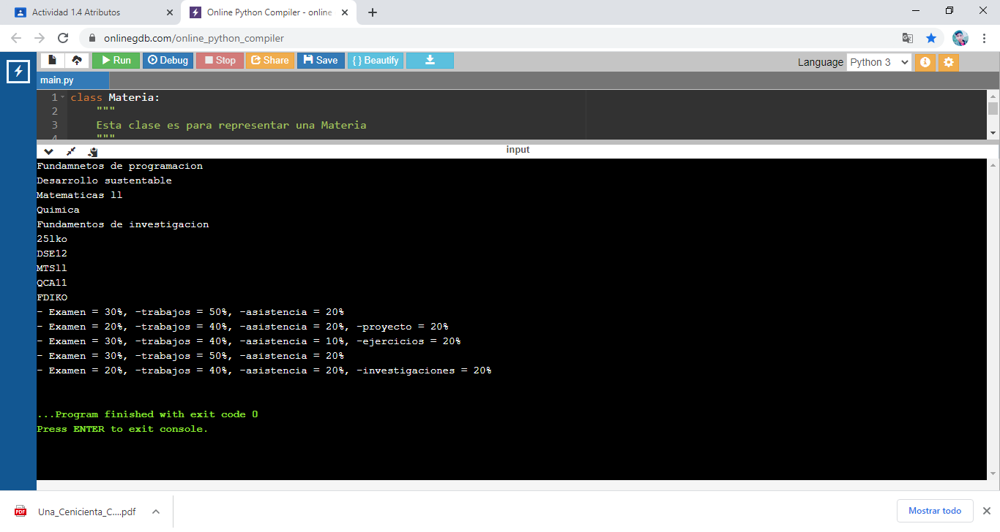 Actividad 1.4 Atributos
Online Python Compiler - online
onlinegdb.com/online_python_compiler
Run Debug Stop Share Save { } Beautify
Language Python 3
main.py
1 class Materia:
2 """
3 Esta clase es para representar una Materia
4 """
input
Fundamnetos de programacion
Desarrollo sustentable
Matematicas ll
Quimica
Fundamentos de investigacion
25lko
DSE12
MTSll
QCA11
FDIKO
- Examen = 30%, -trabajos = 50%, -asistencia = 20%
- Examen = 20%, -trabajos = 40%, -asistencia = 20%, -proyecto = 20%
- Examen = 30%, -trabajos = 40%, -asistencia = 10%, -ejercicios = 20%
- Examen = 30%, -trabajos = 50%, -asistencia = 20%
- Examen = 20%, -trabajos = 40%, -asistencia = 20%, -investigaciones = 20%
...Program finished with exit code 0
Press ENTER to exit console.
PDF
Una_Cenicienta_C....pdf
Mostrar todo